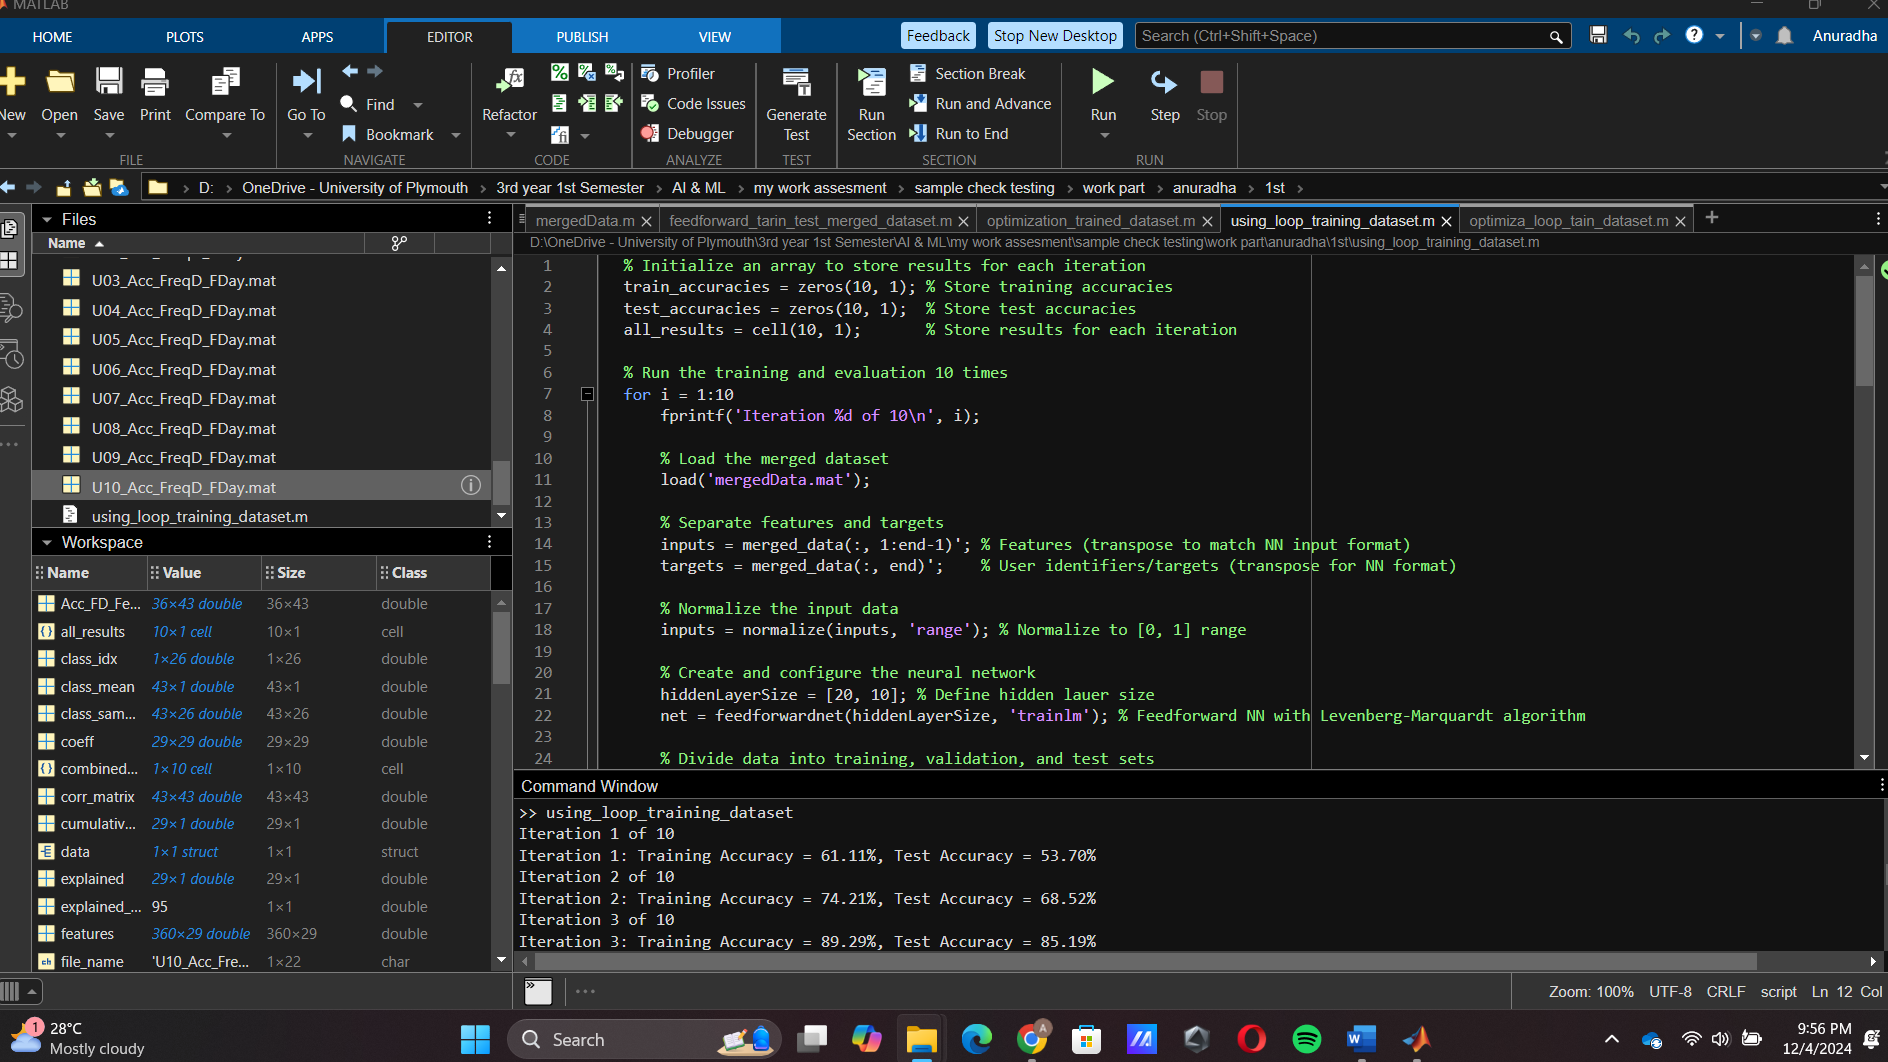 MATLAB
HOME PLOTS APPS EDITOR PUBLISH VIEW Feedback Stop New Desktop Search (Ctrl+Shift+Space) Anuradha
New Open Save Print Compare To Go To Find Bookmark Refactor Profiler Code Issues Debugger Generate Test Run Section Section Break Run and Advance Run to End Run Step Stop
FILE NAVIGATE CODE ANALYZE TEST SECTION RUN
D: › OneDrive - University of Plymouth › 3rd year 1st Semester › AI & ML › my work assesment › sample check testing › work part › anuradha › 1st ›
Files
Name
U03_Acc_FreqD_FDay.mat
U04_Acc_FreqD_FDay.mat
U05_Acc_FreqD_FDay.mat
U06_Acc_FreqD_FDay.mat
U07_Acc_FreqD_FDay.mat
U08_Acc_FreqD_FDay.mat
U09_Acc_FreqD_FDay.mat
U10_Acc_FreqD_FDay.mat
using_loop_training_dataset.m
Workspace
Name Value Size Class
Acc_FD_Fe... 36×43 double 36×43 double
all_results 10×1 cell 10×1 cell
class_idx 1×26 double 1×26 double
class_mean 43×1 double 43×1 double
class_sam... 43×26 double 43×26 double
coeff 29×29 double 29×29 double
combined... 1×10 cell 1×10 cell
corr_matrix 43×43 double 43×43 double
cumulativ... 29×1 double 29×1 double
data 1×1 struct 1×1 struct
explained 29×1 double 29×1 double
explained_... 95 1×1 double
features 360×29 double 360×29 double
file_name 'U10_Acc_Fre... 1×22 char
mergedData.m feedforward_tarin_test_merged_dataset.m optimization_trained_dataset.m using_loop_training_dataset.m optimiza_loop_tain_dataset.m
D:\OneDrive - University of Plymouth\3rd year 1st Semester\AI & ML\my work assesment\sample check testing\work part\anuradha\1st\using_loop_training_dataset.m
1 % Initialize an array to store results for each iteration
2 train_accuracies = zeros(10, 1); % Store training accuracies
3 test_accuracies = zeros(10, 1); % Store test accuracies
4 all_results = cell(10, 1); % Store results for each iteration
5
6 % Run the training and evaluation 10 times
7 for i = 1:10
8 fprintf('Iteration %d of 10\n', i);
9
10 % Load the merged dataset
11 load('mergedData.mat');
12
13 % Separate features and targets
14 inputs = merged_data(:, 1:end-1)'; % Features (transpose to match NN input format)
15 targets = merged_data(:, end)'; % User identifiers/targets (transpose for NN format)
16
17 % Normalize the input data
18 inputs = normalize(inputs, 'range'); % Normalize to [0, 1] range
19
20 % Create and configure the neural network
21 hiddenLayerSize = [20, 10]; % Define hidden lauer size
22 net = feedforwardnet(hiddenLayerSize, 'trainlm'); % Feedforward NN with Levenberg-Marquardt algorithm
23
24 % Divide data into training, validation, and test sets
Command Window
>> using_loop_training_dataset
Iteration 1 of 10
Iteration 1: Training Accuracy = 61.11%, Test Accuracy = 53.70%
Iteration 2 of 10
Iteration 2: Training Accuracy = 74.21%, Test Accuracy = 68.52%
Iteration 3 of 10
Iteration 3: Training Accuracy = 89.29%, Test Accuracy = 85.19%
Zoom: 100% UTF-8 CRLF script Ln 12 Col
1 28°C
Mostly cloudy
Search
9:56 PM
12/4/2024